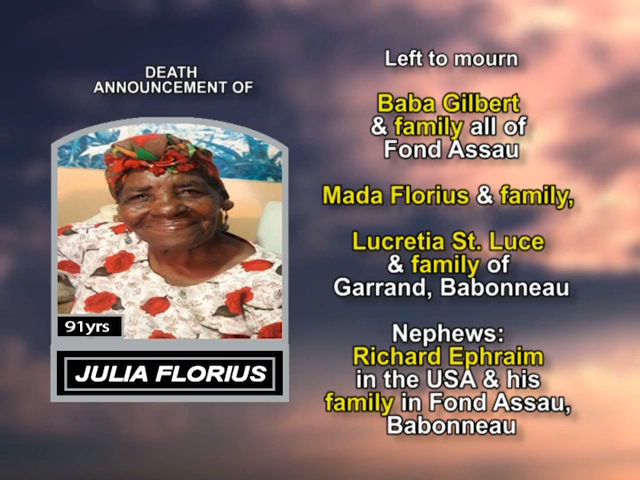 DEATH
ANNOUNCEMENT OF
91yrs
JULIA FLORIUS
Left to mourn
Baba Gilbert
& family all of
Fond Assau
Mada Florius & family,
Lucretia St. Luce
& family of
Garrand, Babonneau
Nephews:
Richard Ephraim
in the USA & his
family in Fond Assau,
Babonneau